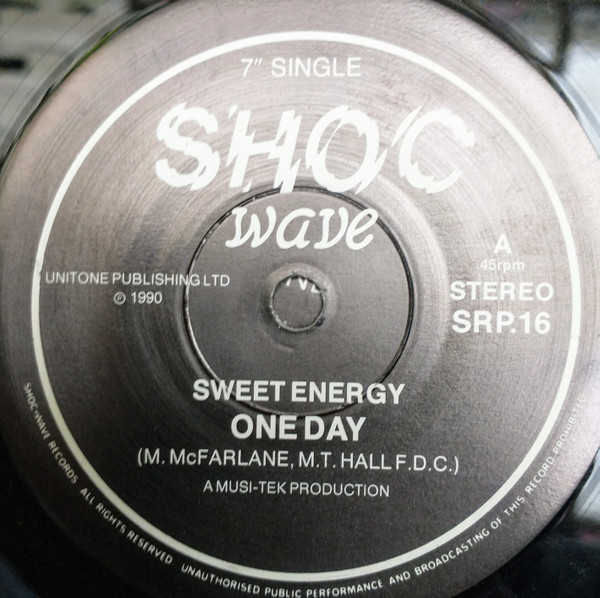 7" SINGLE
SHOC
wave
A
45rpm
UNITONE PUBLISHING LTD
℗ 1990
STEREO
SRP.16
SWEET ENERGY
ONE DAY
(M. McFARLANE, M.T. HALL F.D.C.)
A MUSI-TEK PRODUCTION
SHOC WAVE RECORDS ALL RIGHTS RESERVED UNAUTHORISED PUBLIC PERFORMANCE AND BROADCASTING OF THIS RECORD PROHIBITED